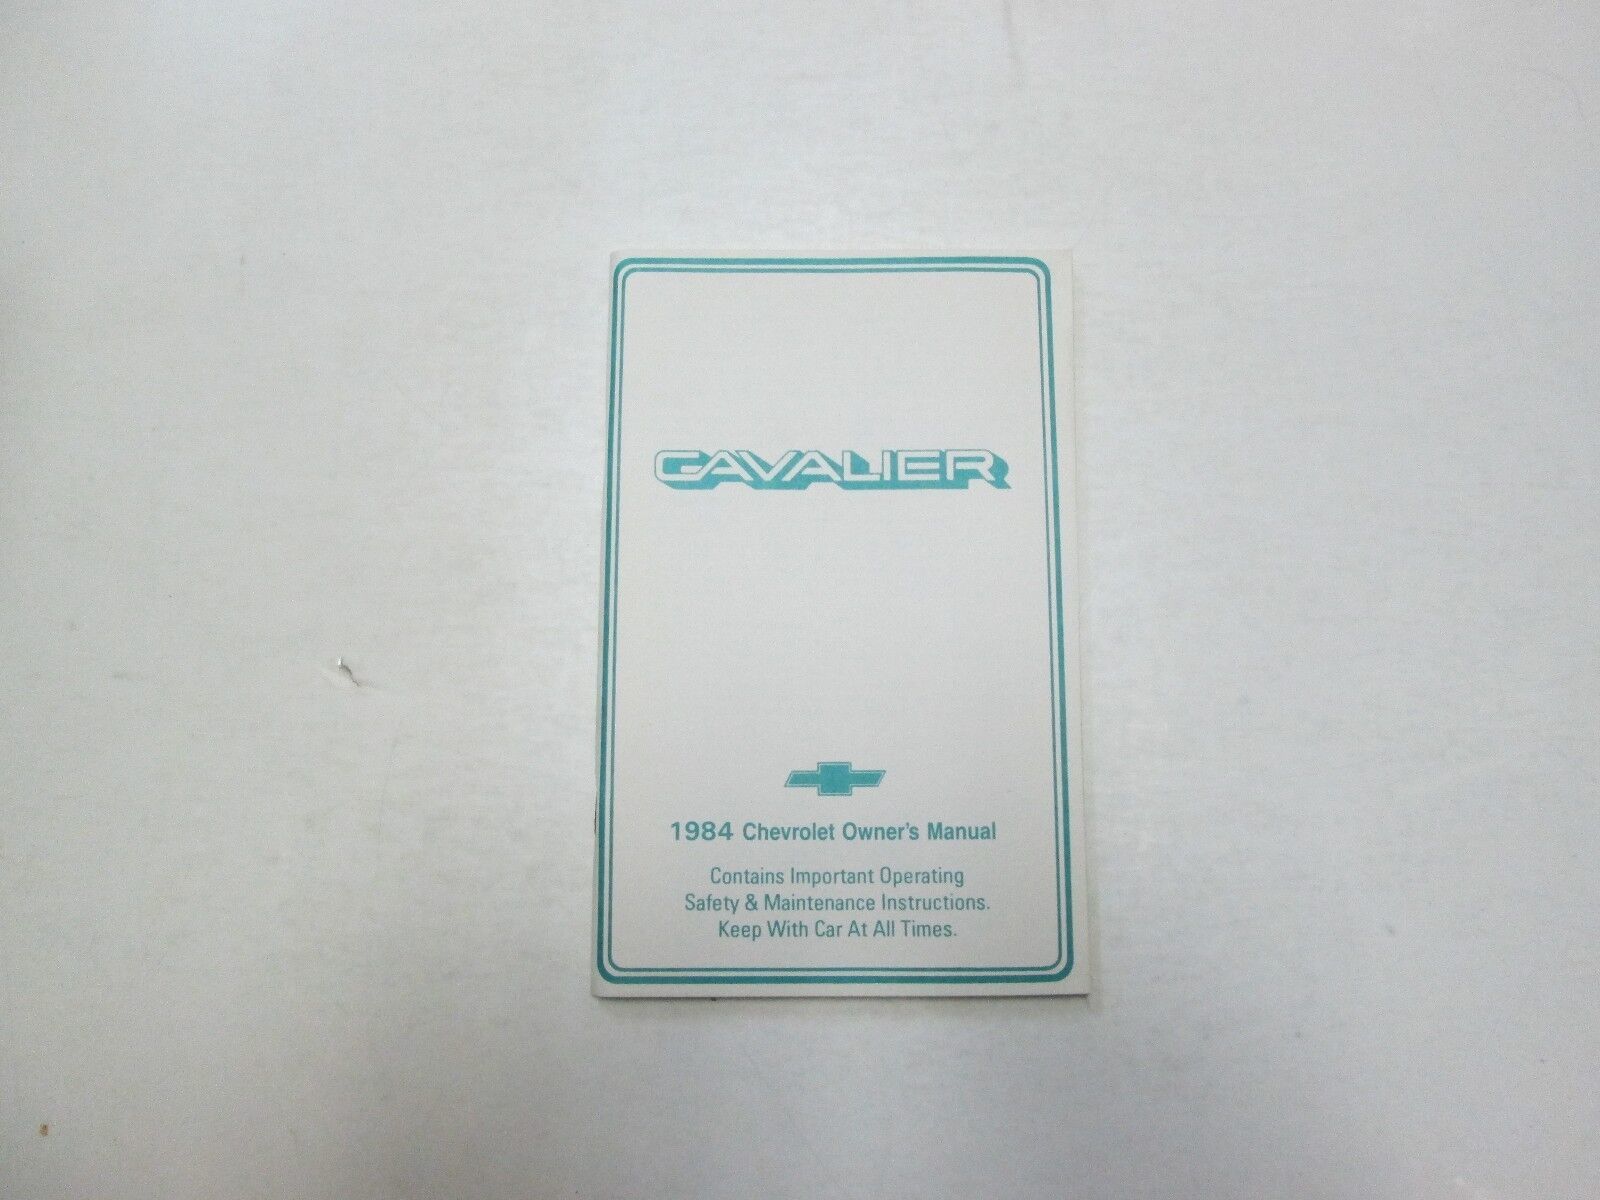 CAVALIER
1984 Chevrolet Owner's Manual
Contains Important Operating
Safety & Maintenance Instructions.
Keep With Car At All Times.